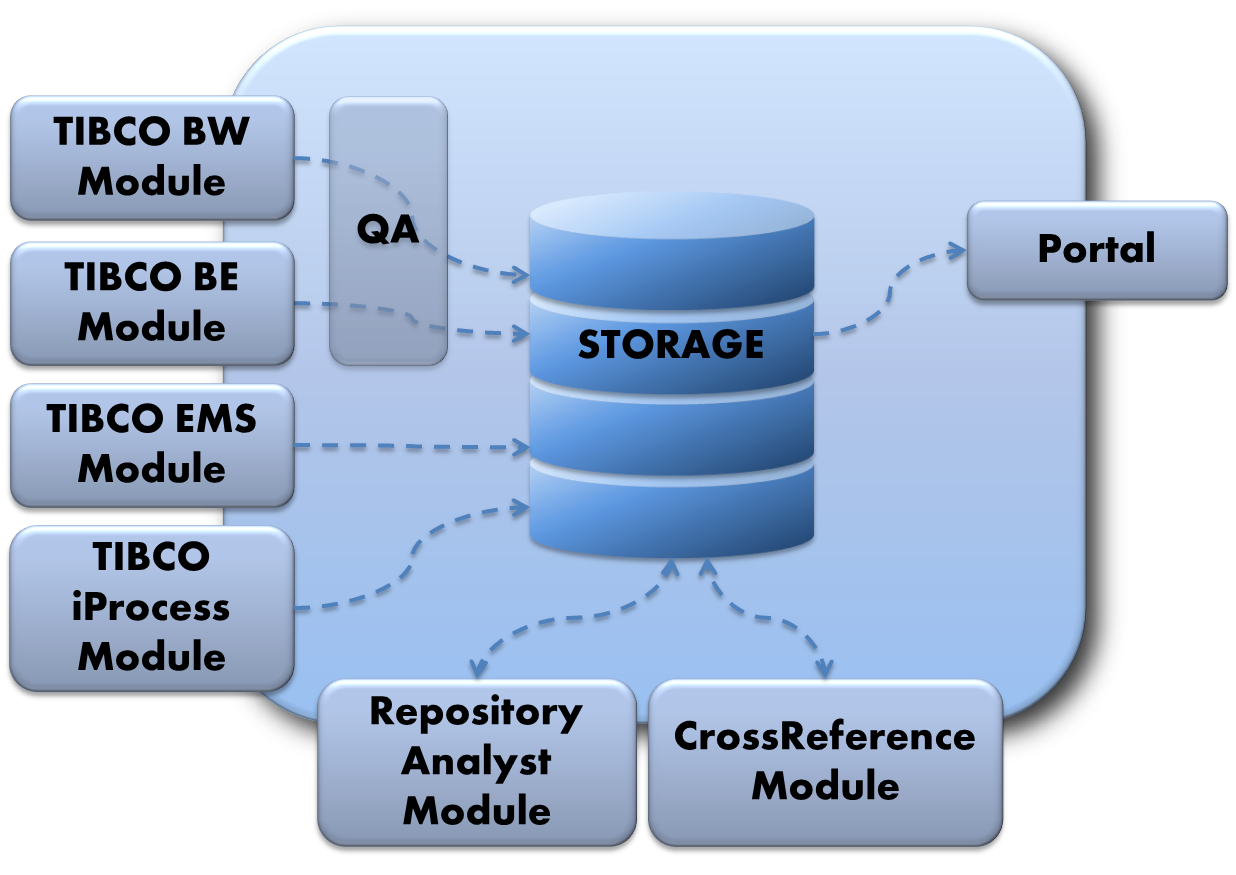 TIBCO BW
Module
QA
TIBCO BE
Module
Portal
STORAGE
TIBCO EMS
Module
TIBCO
iProcess
Module
Repository
Analyst
Module
CrossReference
Module